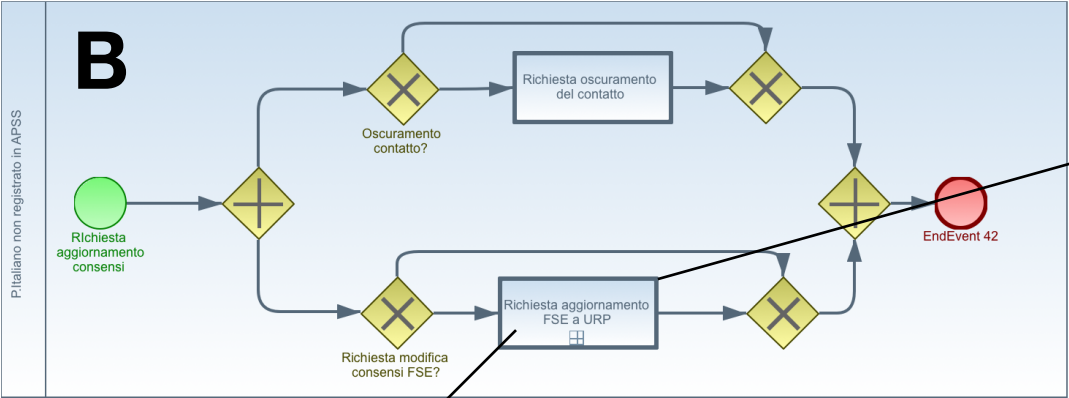 B
P.Italiano non registrato in APSS
Richiesta oscuramento
del contatto
Oscuramento
contatto?
RIchiesta
aggiornamento
consensi
EndEvent 42
Richiesta aggiornamento
FSE a URP
Richiesta modifica
consensi FSE?